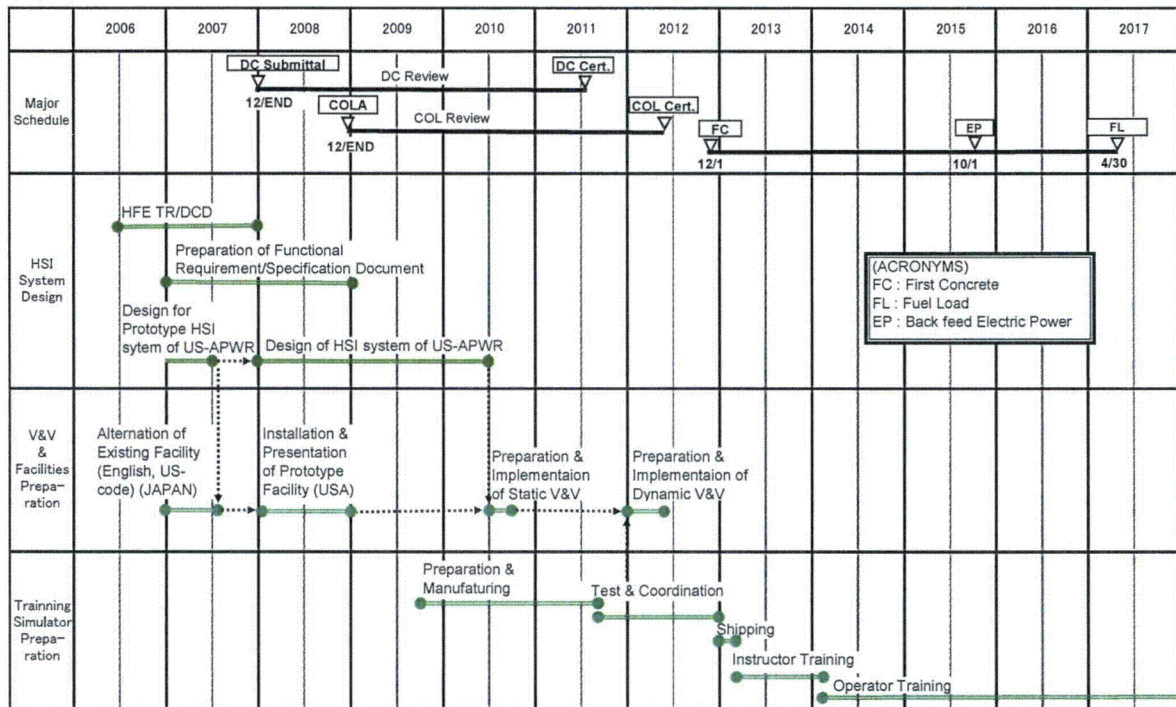 2006 2007 2008 2009 2010 2011 2012 2013 2014 2015 2016 2017
Major
Schedule
DC Submittal
DC Review
DC Cert.
12/END
COLA
COL Review
COL Cert.
12/END
FC
12/1
EP
10/1
FL
4/30
HSI
System
Design
HFE TR/DCD
Preparation of Functional
Requirement/Specification Document
Design for
Prototype HSI
sytem of US-APWR
Design of HSI system of US-APWR
(ACRONYMS)
FC : First Concrete
FL : Fuel Load
EP : Back feed Electric Power
V&V
&
Facilities
Prepa-
ration
Alternation of
Existing Facility
(English, US-
code) (JAPAN)
Installation &
Presentation
of Prototype
Facility (USA)
Preparation &
Implementaion
of Static V&V
Preparation &
Implementaion of
Dynamic V&V
Trainning
Simulator
Prepa-
ration
Preparation &
Manufaturing
Test & Coordination
Shipping
Instructor Training
Operator Training